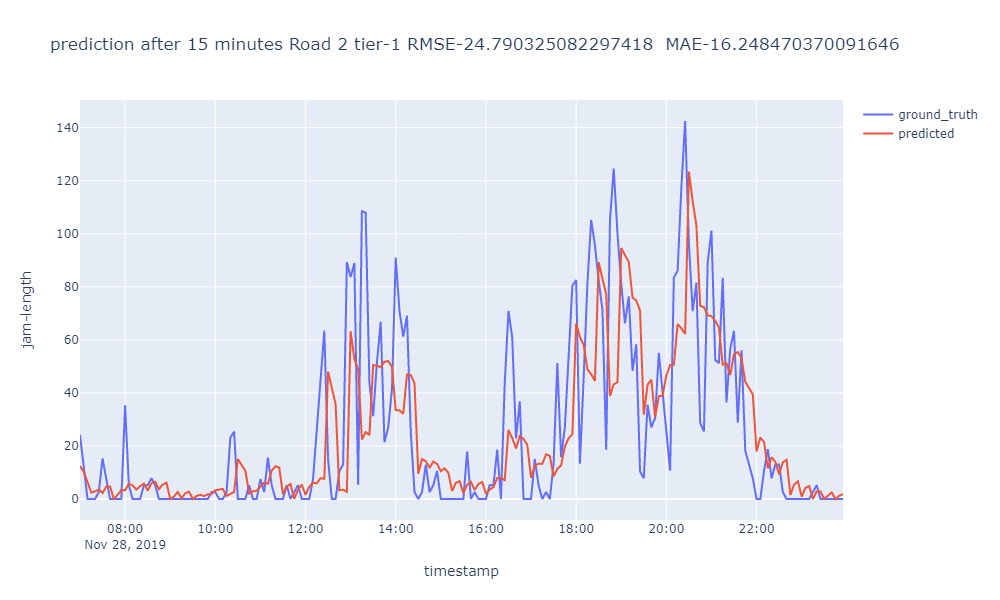 prediction after 15 minutes Road 2 tier-1 RMSE-24.790325082297418  MAE-16.248470370091646
ground_truth
predicted
140
120
100
80
60
40
20
0
jam-length
08:00 10:00 12:00 14:00 16:00 18:00 20:00 22:00
Nov 28, 2019
timestamp